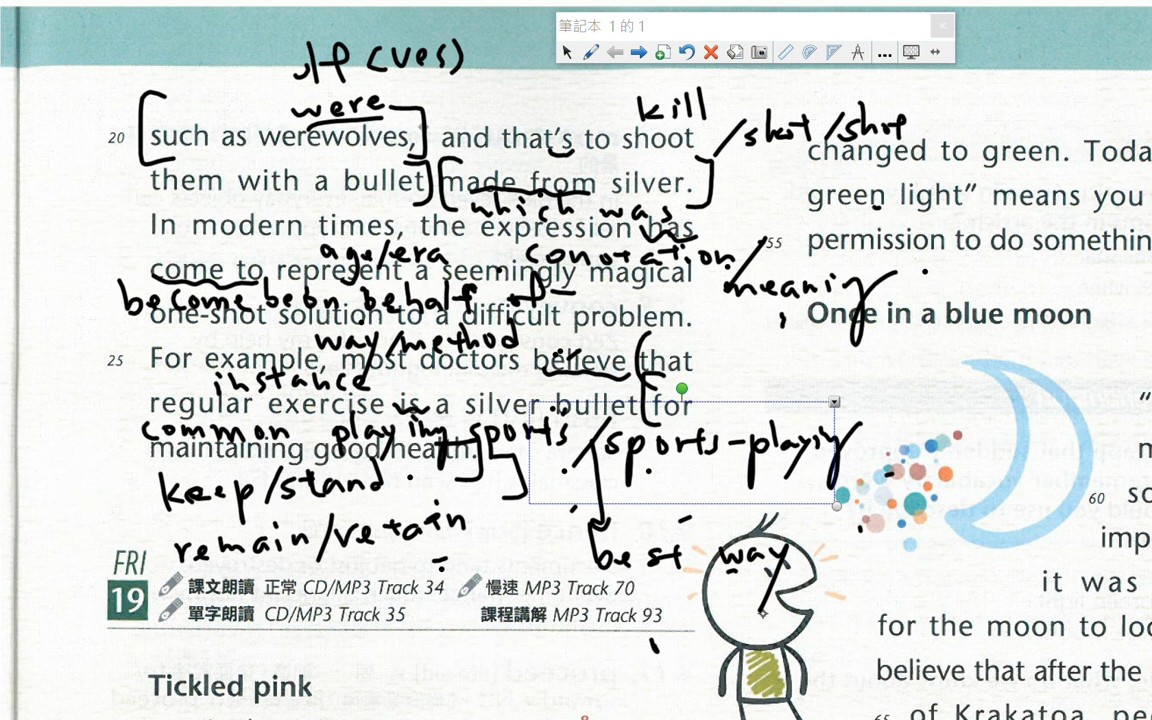 筆記本 1 的 1
lf (ves)
were
kill
20 such as werewolves, and that's to shoot
/shot /shot
them with a bullet made from silver.
which was
In modern times, the expression has
age/era conotation/
meaning
come to represent a seemingly magical
become be on behalf of
one-shot solution to a difficult problem.
way/method
25 For example, most doctors believe that
instance
regular exercise is a silver bullet for
common playing sports / sports-playing
maintaining good health.
keep/stand
remain/retain
best way
FRI
19
課文朗讀 正常 CD/MP3 Track 34 慢速 MP3 Track 70
單字朗讀 CD/MP3 Track 35 課程講解 MP3 Track 93
Tickled pink
changed to green. Toda
green light” means you
55 permission to do somethin
Once in a blue moon
“
60 so
imp
it was
for the moon to loo
believe that after the
65 of Krakatoa, peo